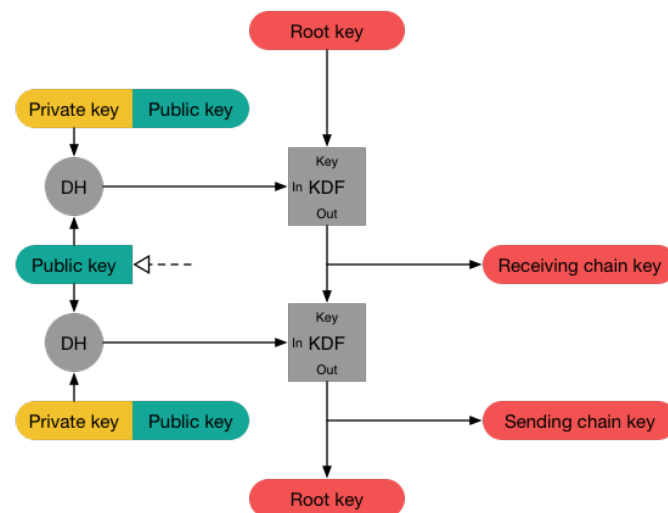 Root key
Private key Public key
Key
DH
In KDF
Out
Public key
Receiving chain key
Key
DH
In KDF
Out
Private key Public key
Sending chain key
Root key